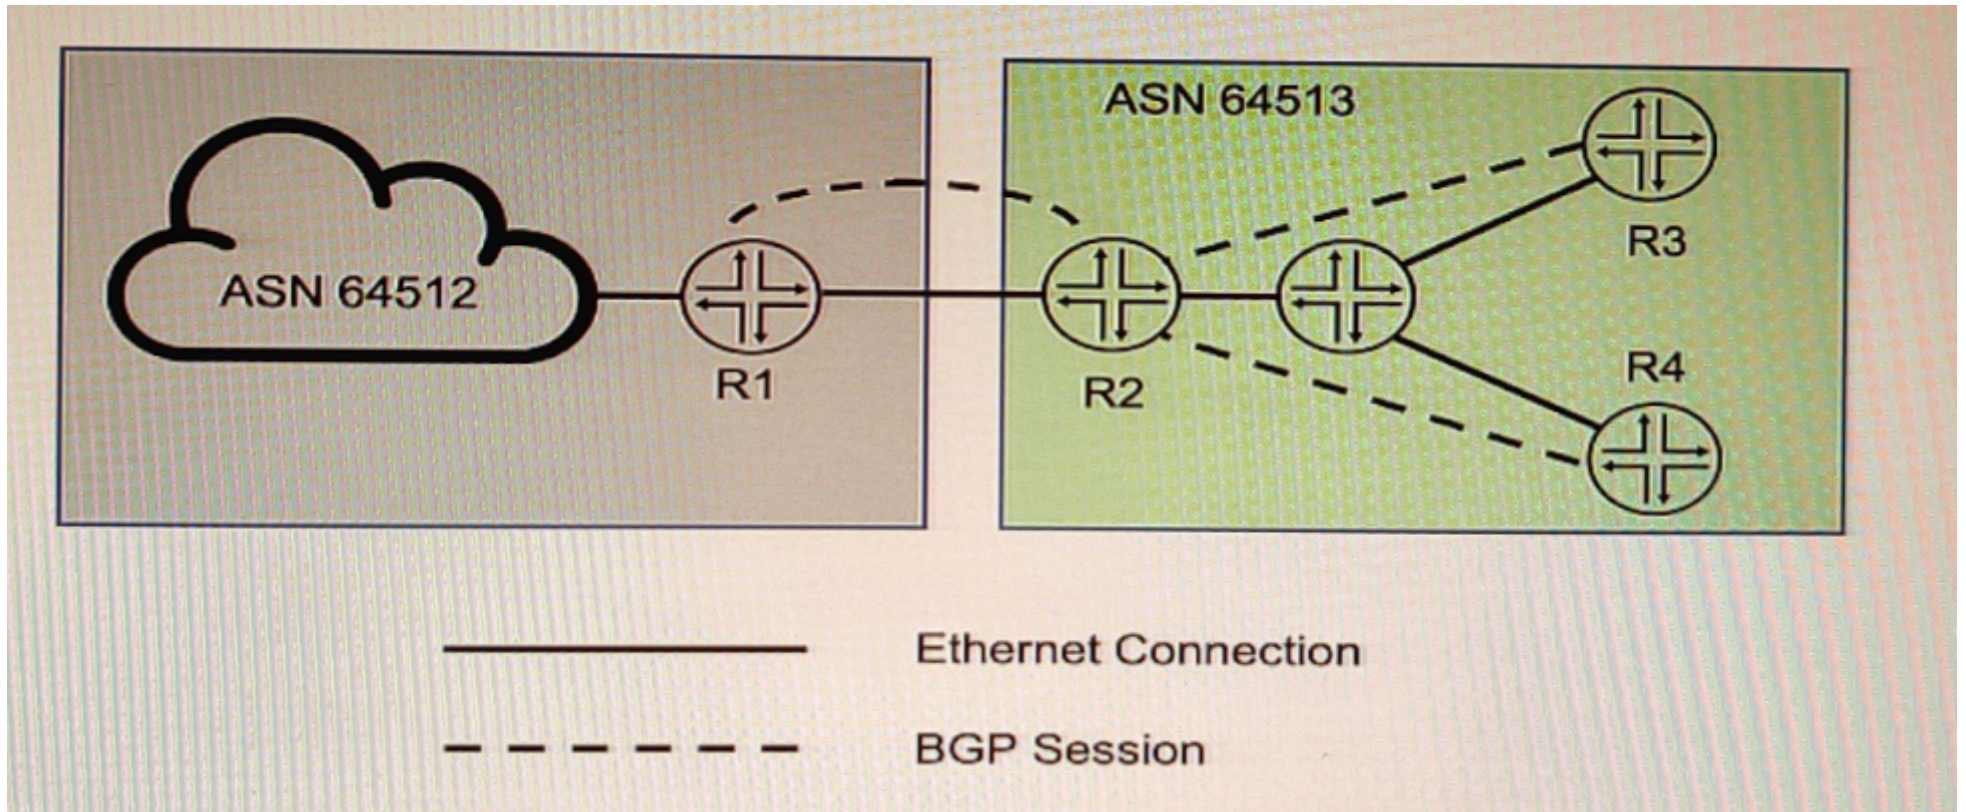 ASN 64513
R3
ASN 64512
R1
R2
R4
Ethernet Connection
BGP Session